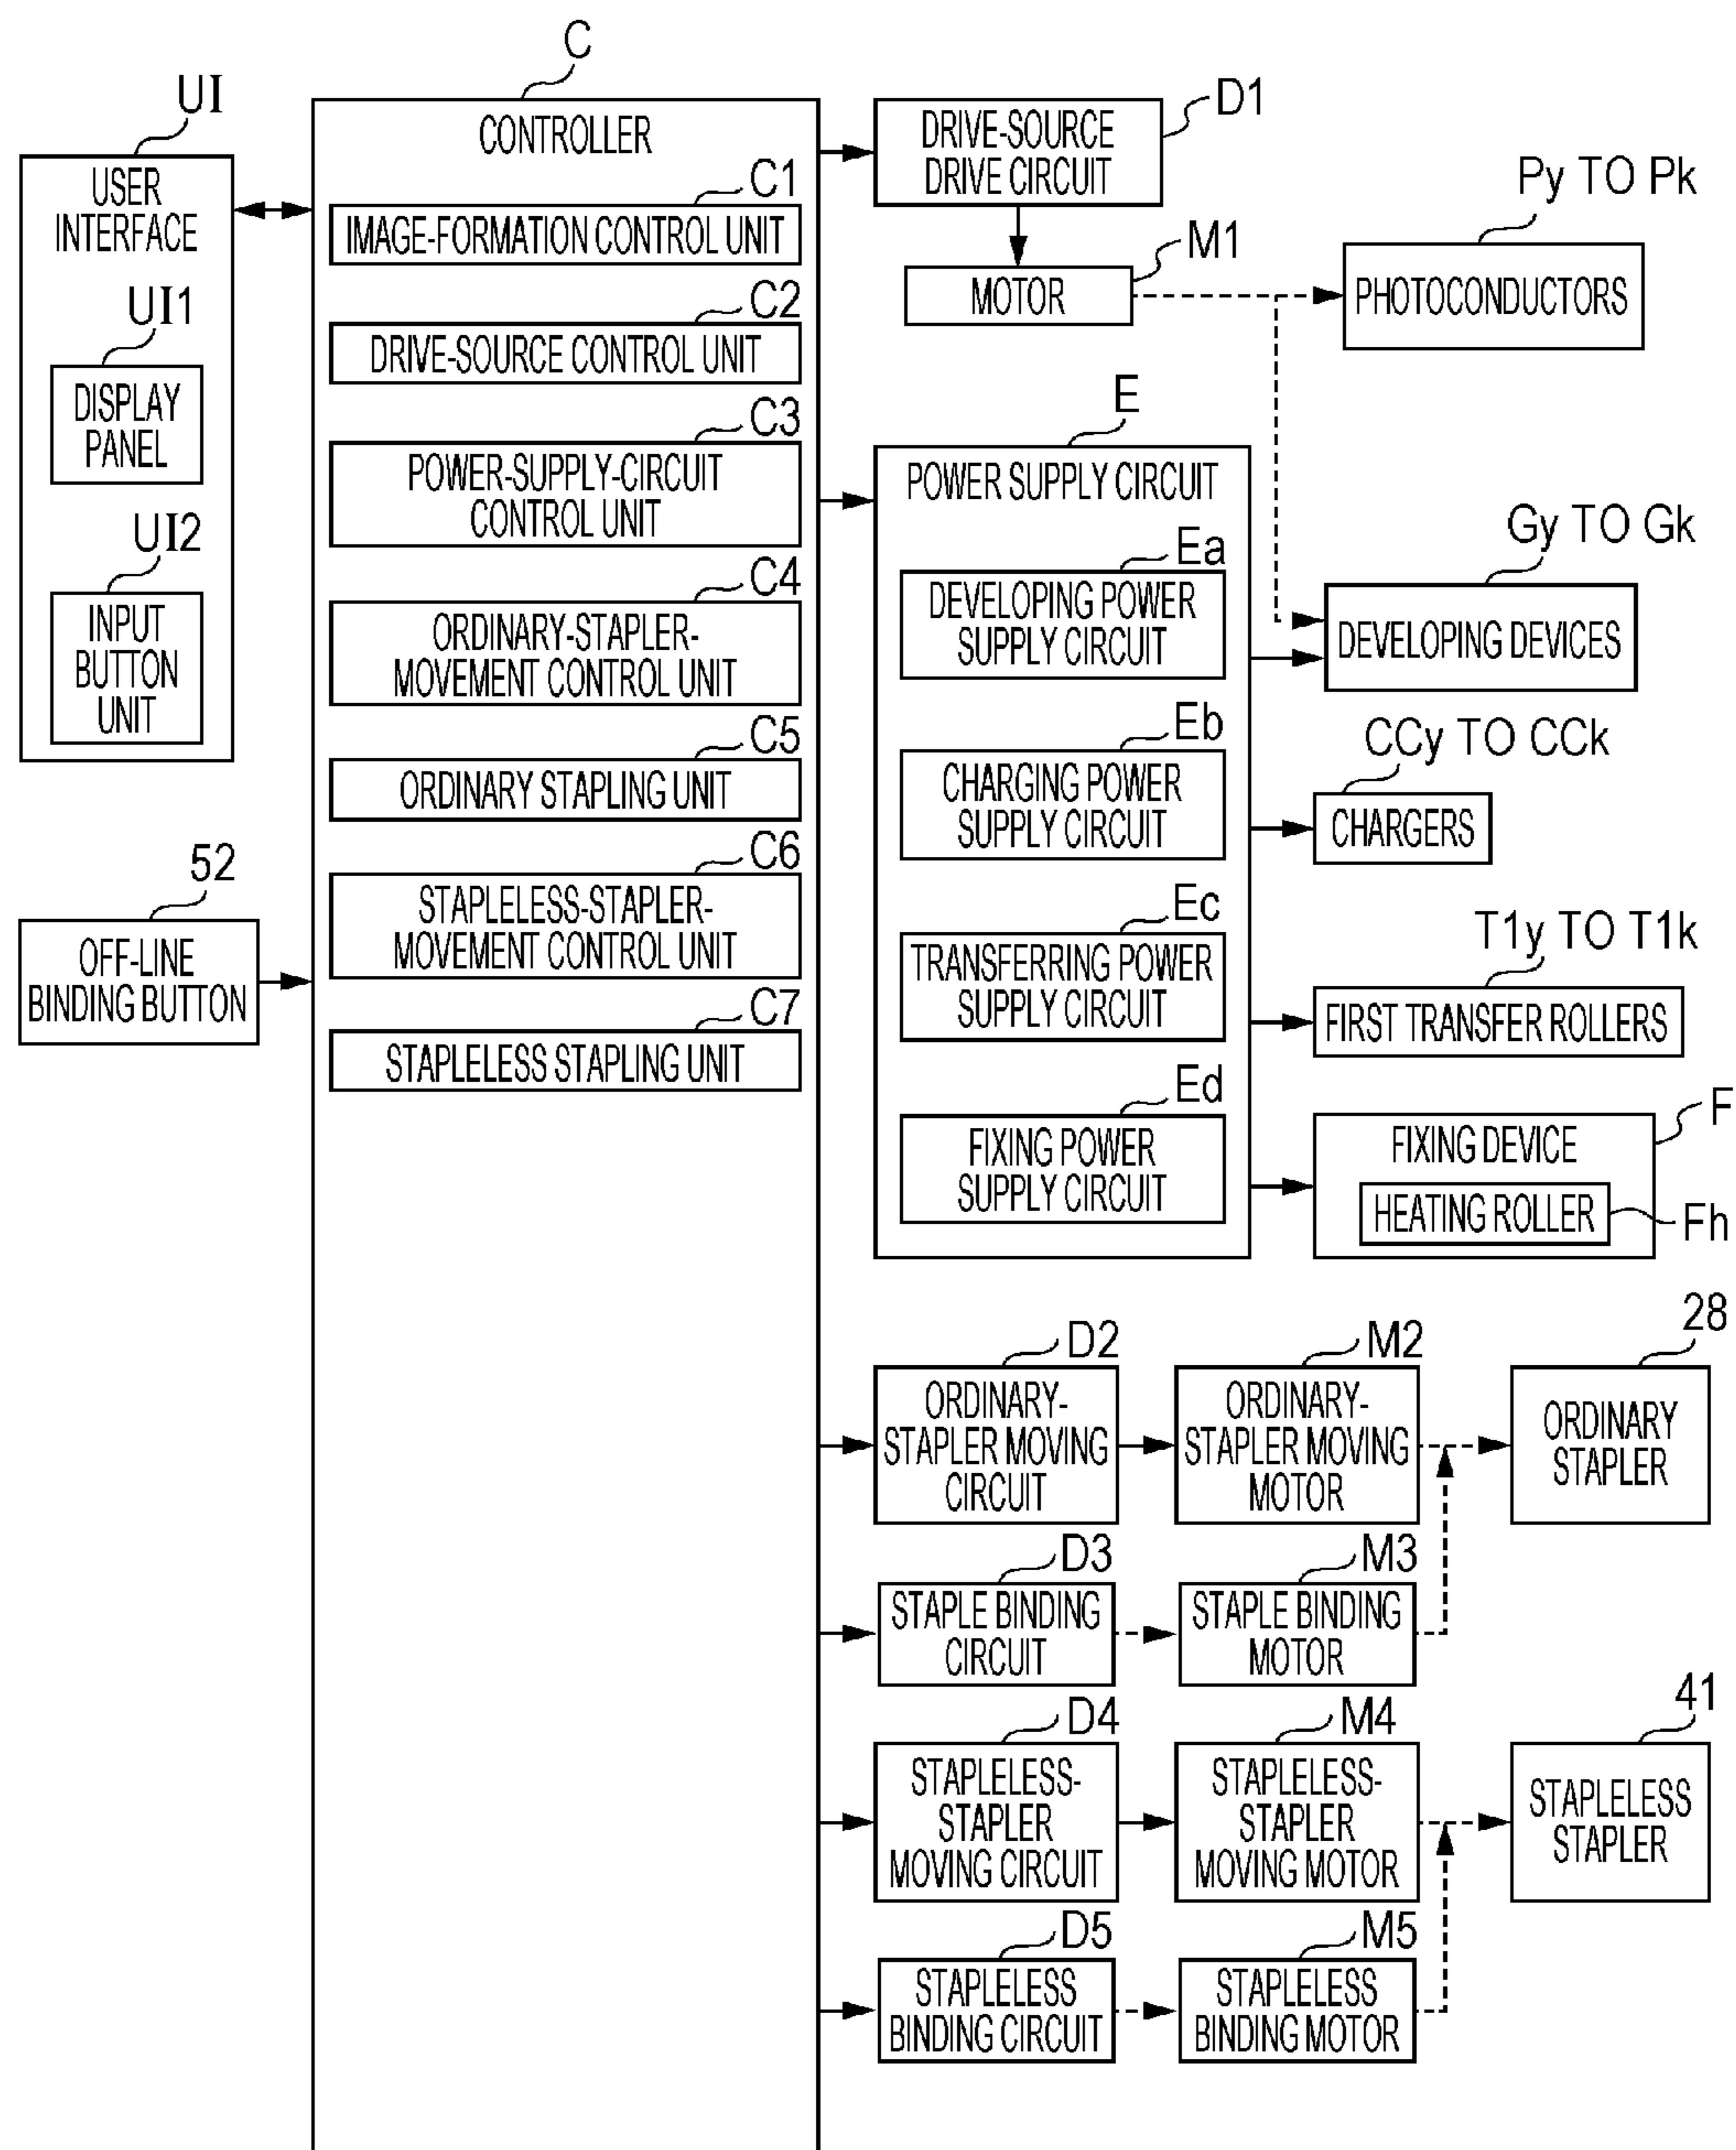 UI
USER
INTERFACE
UI1
DISPLAY
PANEL
UI2
INPUT
BUTTON
UNIT
52
OFF-LINE
BINDING BUTTON
C
CONTROLLER
C1
IMAGE-FORMATION CONTROL UNIT
C2
DRIVE-SOURCE CONTROL UNIT
C3
POWER-SUPPLY-CIRCUIT
CONTROL UNIT
C4
ORDINARY-STAPLER-
MOVEMENT CONTROL UNIT
C5
ORDINARY STAPLING UNIT
C6
STAPLELESS-STAPLER-
MOVEMENT CONTROL UNIT
C7
STAPLELESS STAPLING UNIT
D1
DRIVE-SOURCE
DRIVE CIRCUIT
M1
MOTOR
Py TO Pk
PHOTOCONDUCTORS
E
POWER SUPPLY CIRCUIT
Ea
DEVELOPING POWER
SUPPLY CIRCUIT
Eb
CHARGING POWER
SUPPLY CIRCUIT
Ec
TRANSFERRING POWER
SUPPLY CIRCUIT
Ed
FIXING POWER
SUPPLY CIRCUIT
Gy TO Gk
DEVELOPING DEVICES
CCy TO CCk
CHARGERS
T1y TO T1k
FIRST TRANSFER ROLLERS
F
FIXING DEVICE
HEATING ROLLER
Fh
D2
ORDINARY-
STAPLER MOVING
CIRCUIT
M2
ORDINARY-
STAPLER MOVING
MOTOR
28
ORDINARY
STAPLER
D3
STAPLE BINDING
CIRCUIT
M3
STAPLE BINDING
MOTOR
D4
STAPLELESS-
STAPLER
MOVING CIRCUIT
M4
STAPLELESS-
STAPLER
MOVING MOTOR
41
STAPLELESS
STAPLER
D5
STAPLELESS
BINDING CIRCUIT
M5
STAPLELESS
BINDING MOTOR